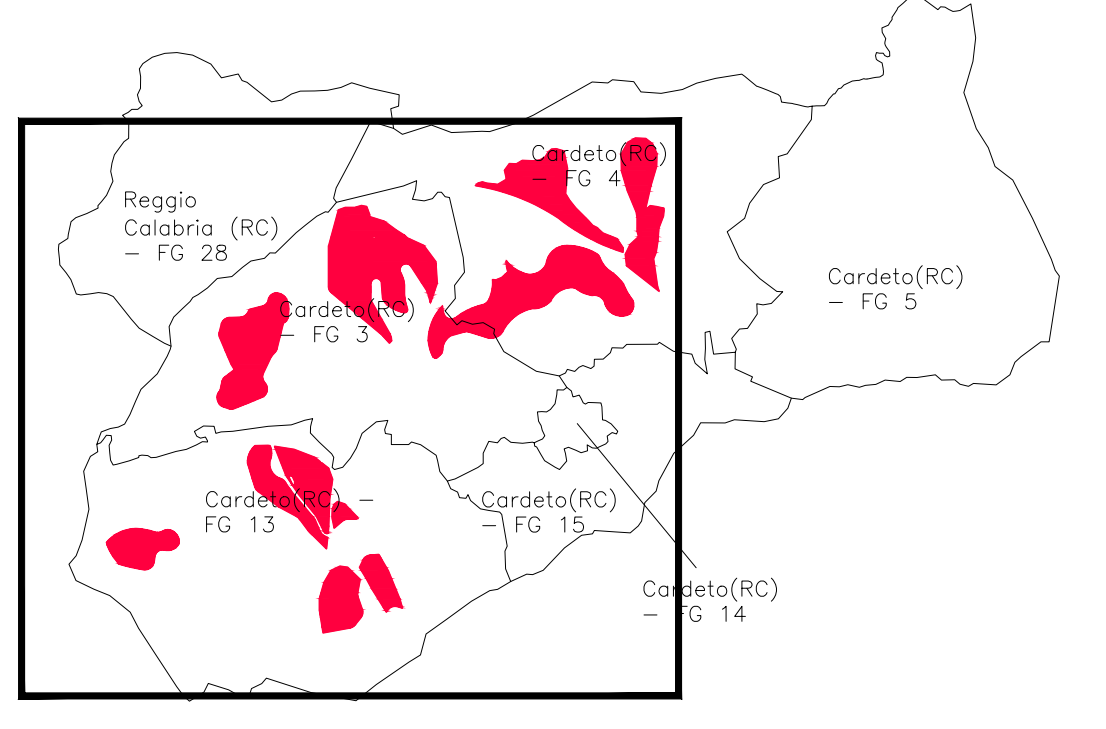 Cardeto(RC)
– FG 4
Reggio
Calabria (RC)
– FG 28
Cardeto(RC)
– FG 5
Cardeto(RC)
– FG 3
Cardeto(RC) –
FG 13
Cardeto(RC)
– FG 15
Cardeto(RC)
– FG 14